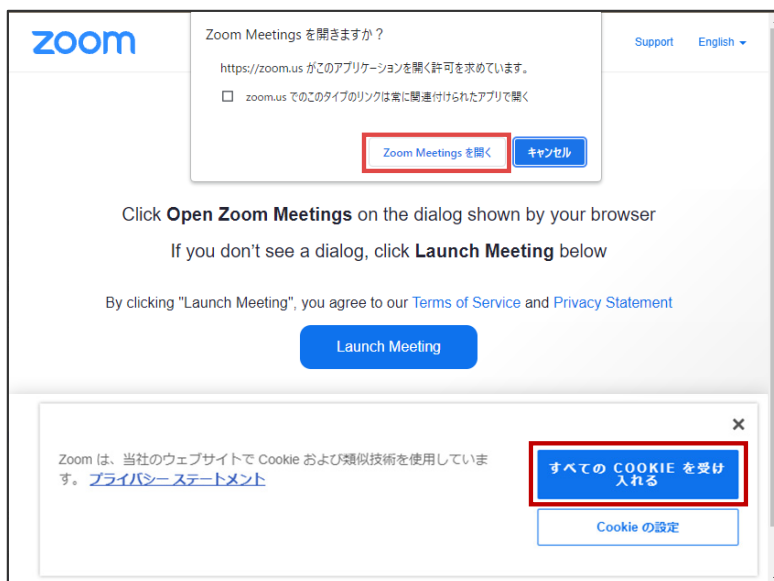 zoom
Support English
Zoom Meetings を開きますか？
https://zoom.us がこのアプリケーションを開く許可を求めています。
zoom.us でのこのタイプのリンクは常に関連付けられたアプリで開く
Zoom Meetings を開く キャンセル
Click Open Zoom Meetings on the dialog shown by your browser
If you don't see a dialog, click Launch Meeting below
By clicking "Launch Meeting", you agree to our Terms of Service and Privacy Statement
Launch Meeting
Zoom は、当社のウェブサイトで Cookie および類似技術を使用していま
す。 プライバシー ステートメント
すべての COOKIE を受け
入れる
Cookie の設定